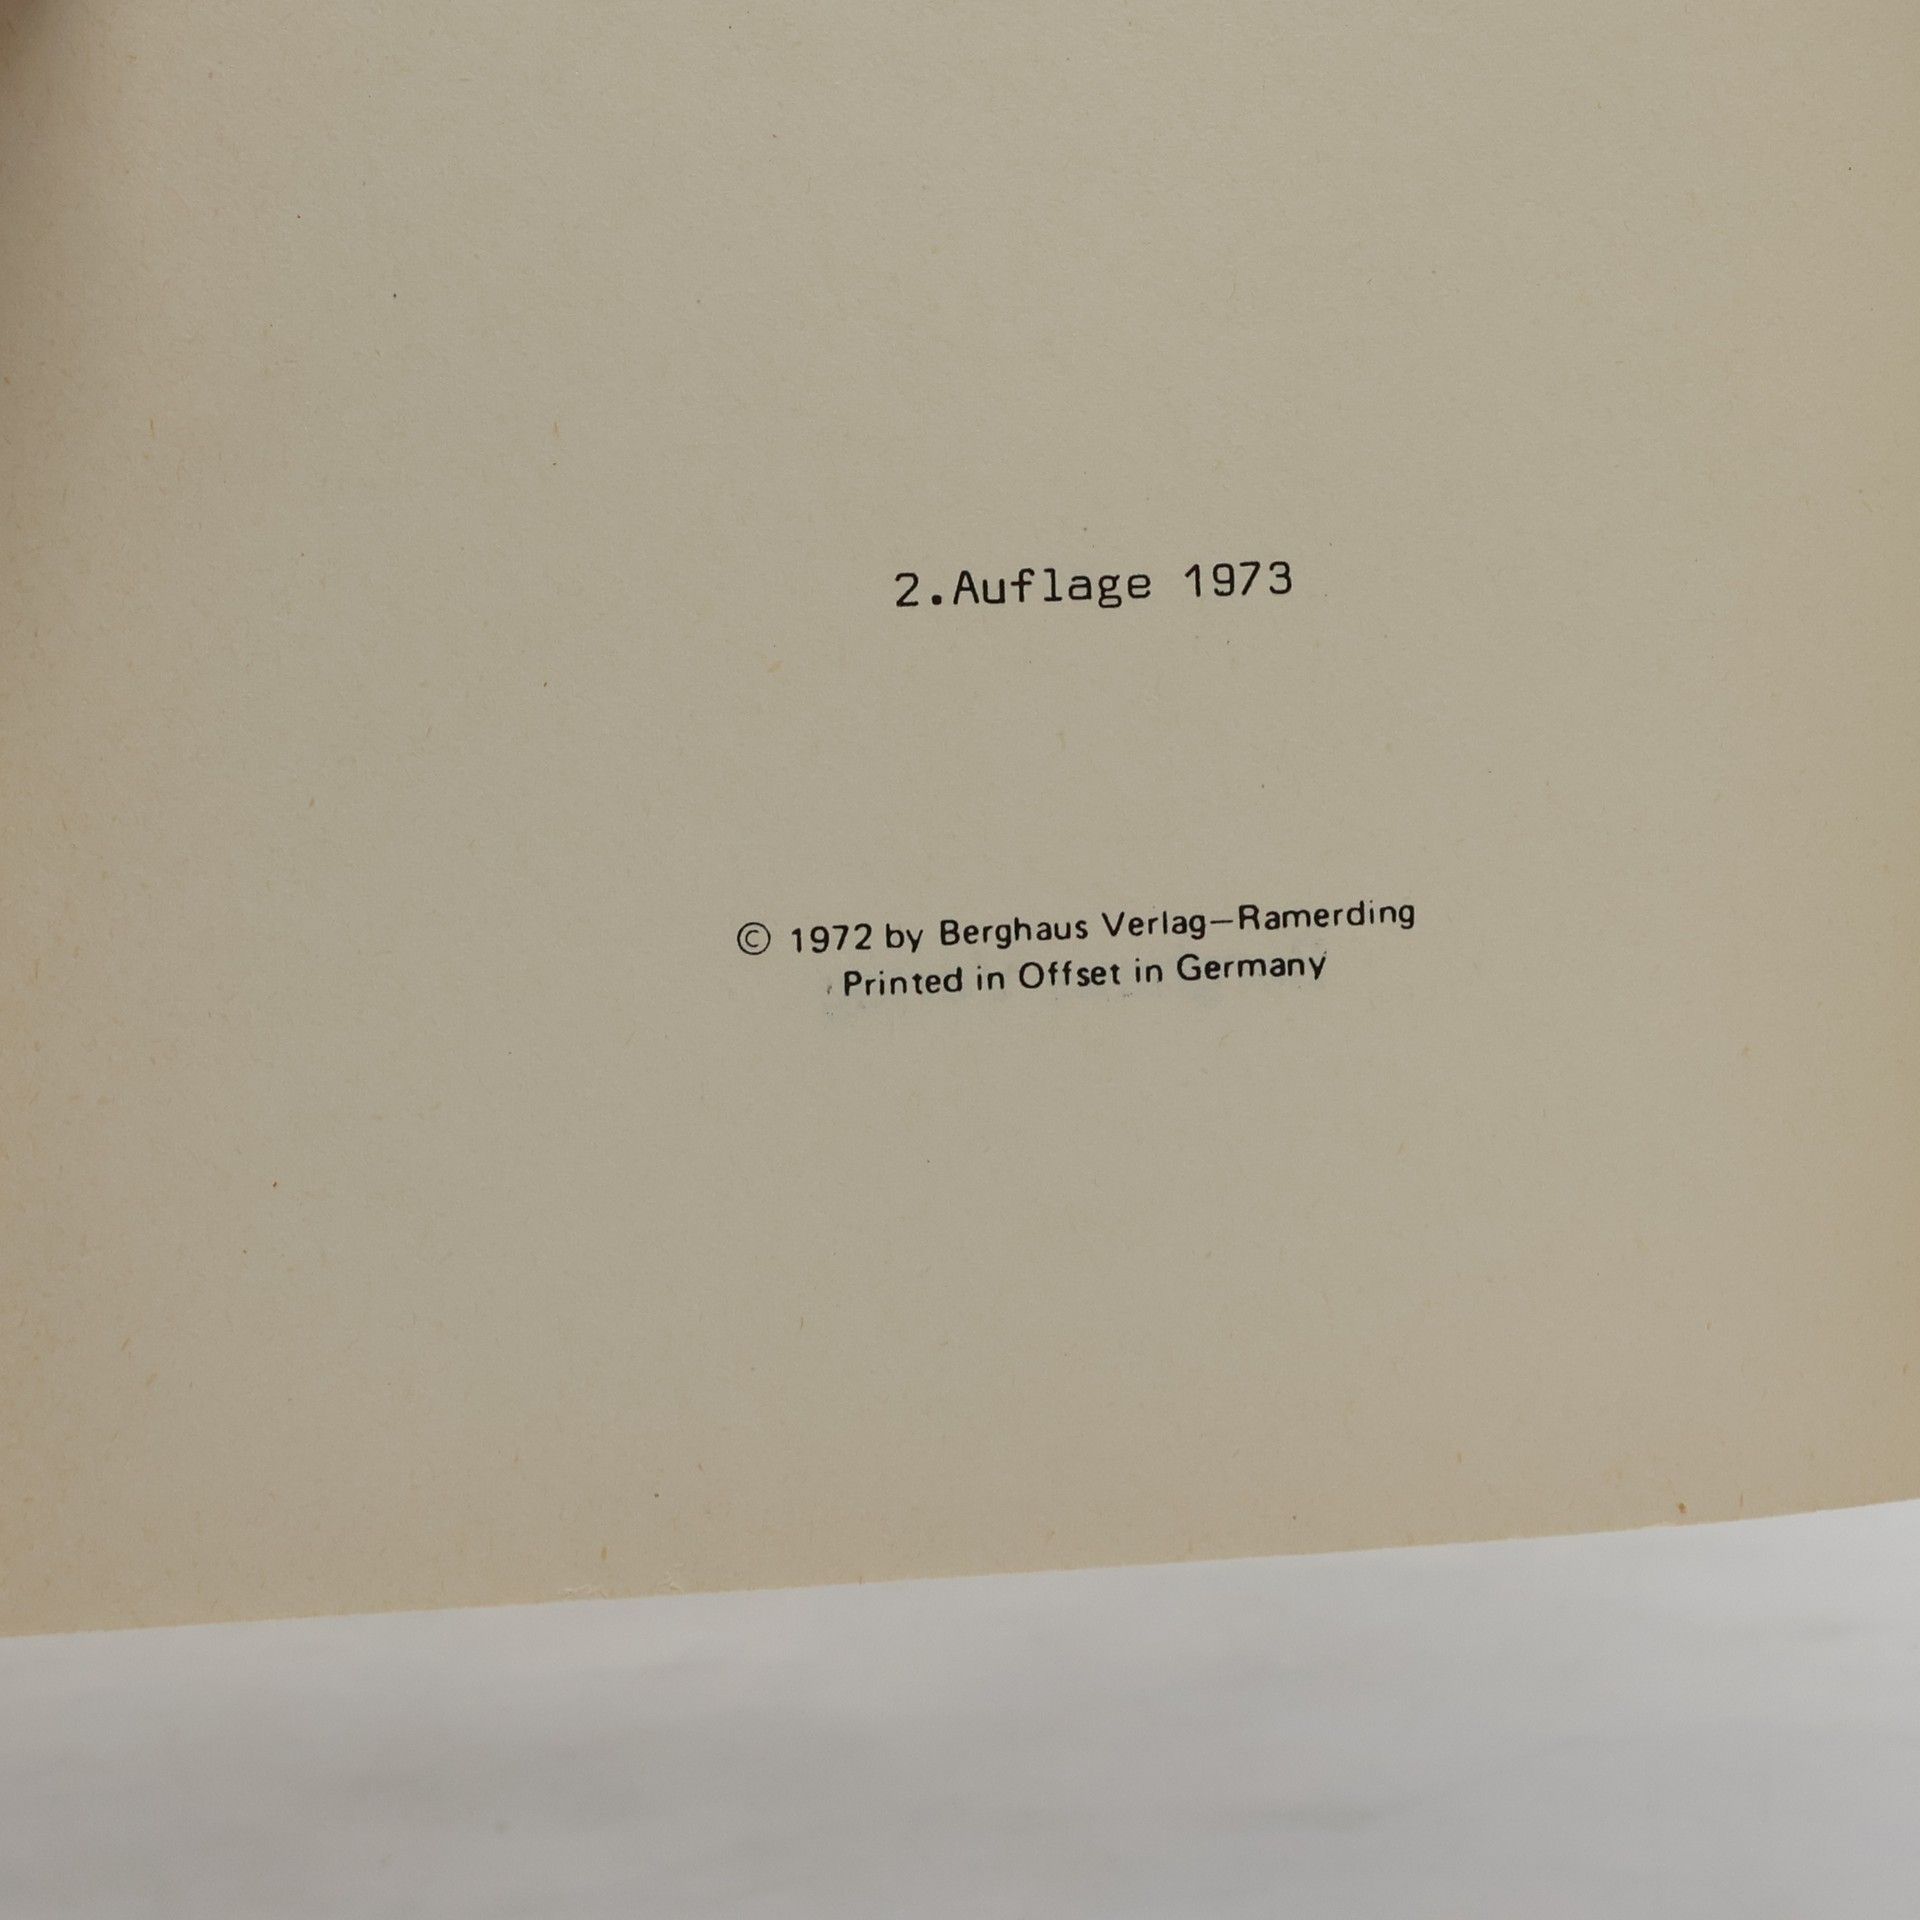 2.Auflage 1973
© 1972 by Berghaus Verlag–Ramerding
Printed in Offset in Germany